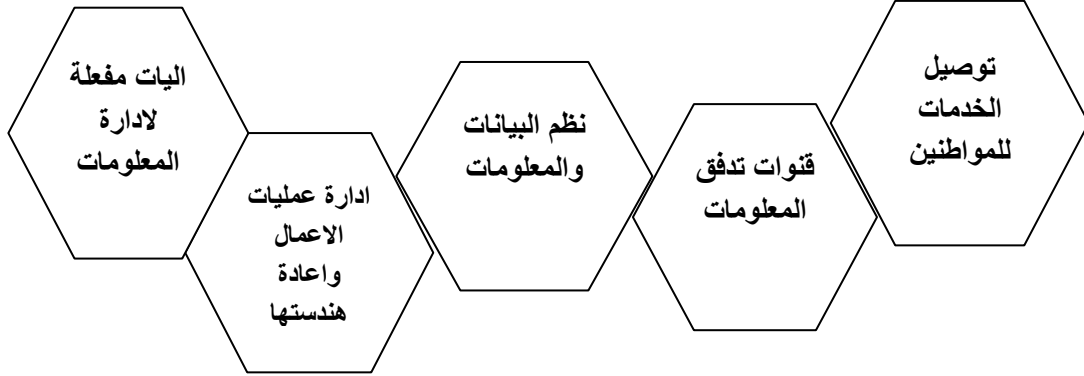 توصيل
الخدمات
للمواطنين
قنوات تدفق
المعلومات
نظم البيانات
والمعلومات
ادارة عمليات
الاعمال
واعادة
هندستها
اليات مفعلة
لادارة
المعلومات